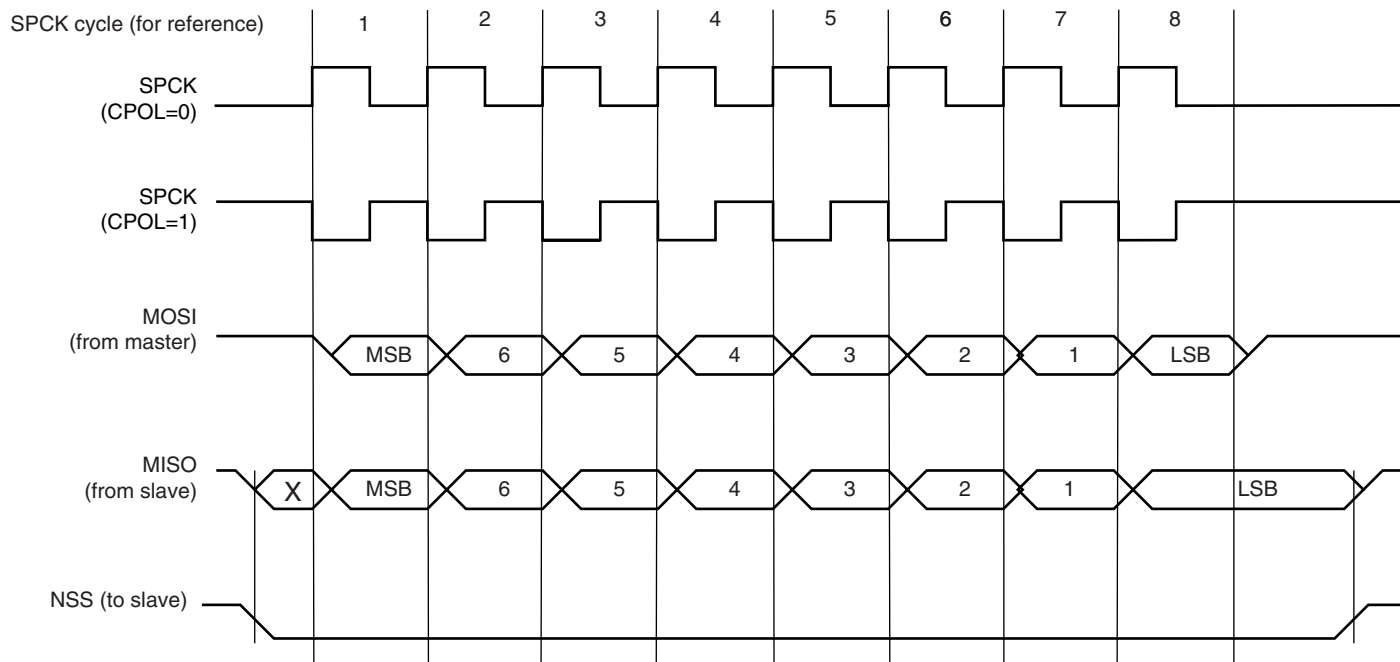 SPCK cycle (for reference) 1 2 3 4 5 6 7 8
SPCK
(CPOL=0)
SPCK
(CPOL=1)
MOSI
(from master)
MSB 6 5 4 3 2 1 LSB
MISO
(from slave)
X MSB 6 5 4 3 2 1 LSB
NSS (to slave)